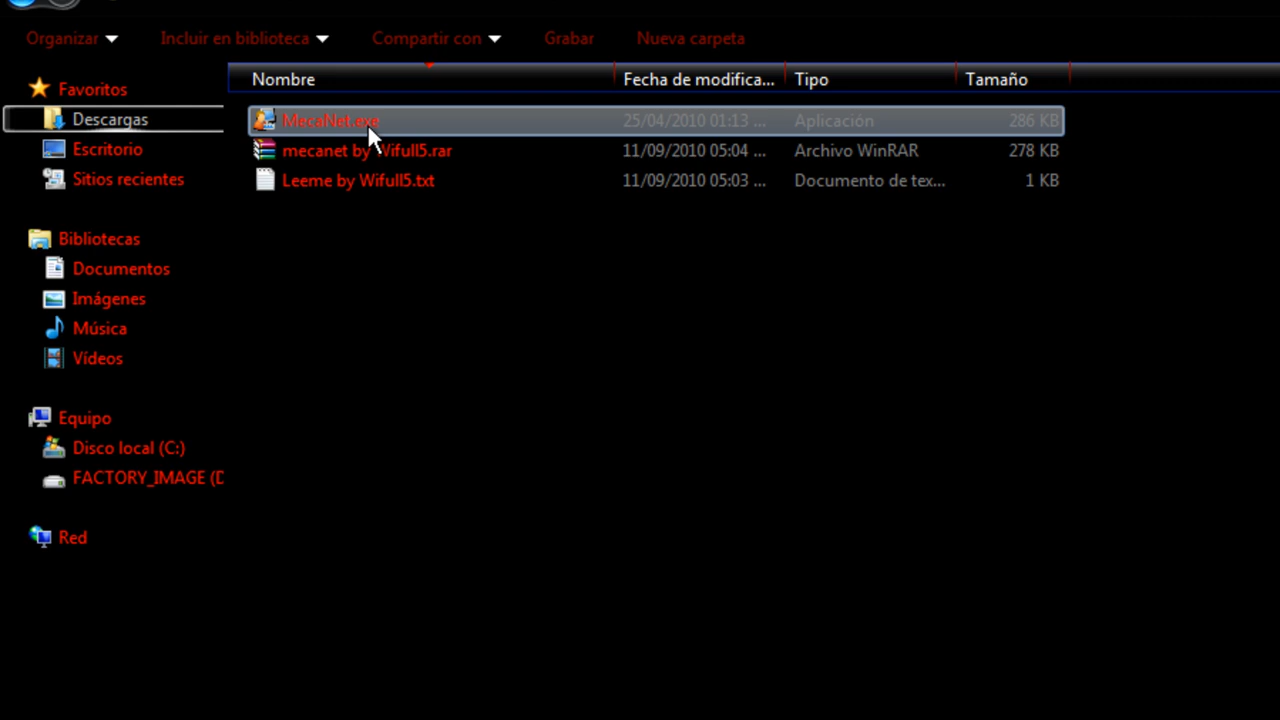 Organizar Incluir en biblioteca Compartir con Grabar Nueva carpeta
Nombre Fecha de modifica... Tipo Tamaño
Favoritos
Descargas
Escritorio
Sitios recientes
Bibliotecas
Documentos
Imágenes
Música
Vídeos
Equipo
Disco local (C:)
FACTORY_IMAGE (D
Red
MecaNet.exe 25/04/2010 01:13 ... Aplicación 286 KB
mecanet by Wifull5.rar 11/09/2010 05:04 ... Archivo WinRAR 278 KB
Leeme by Wifull5.txt 11/09/2010 05:03 ... Documento de tex... 1 KB